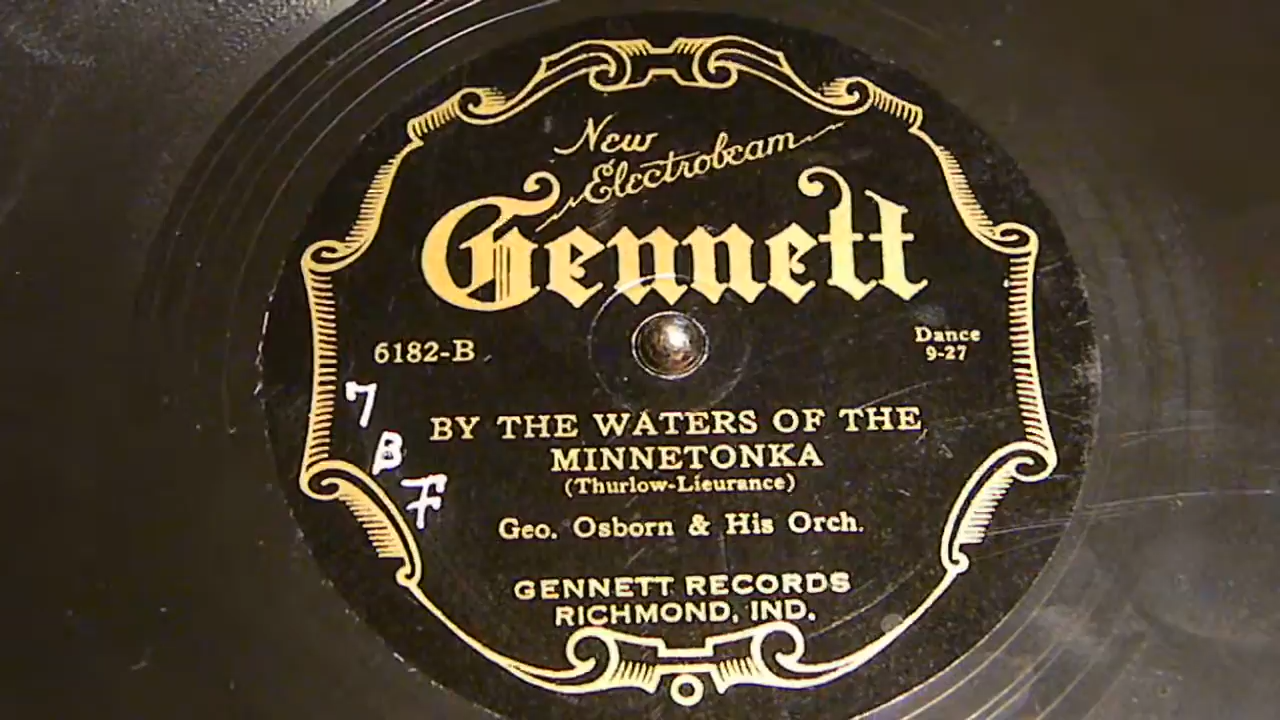 New
Electrobeam
Gennett
6182-B
Dance
9-27
7
B
F
BY THE WATERS OF THE
MINNETONKA
(Thurlow-Lieurance)
Geo. Osborn & His Orch.
GENNETT RECORDS
RICHMOND, IND.